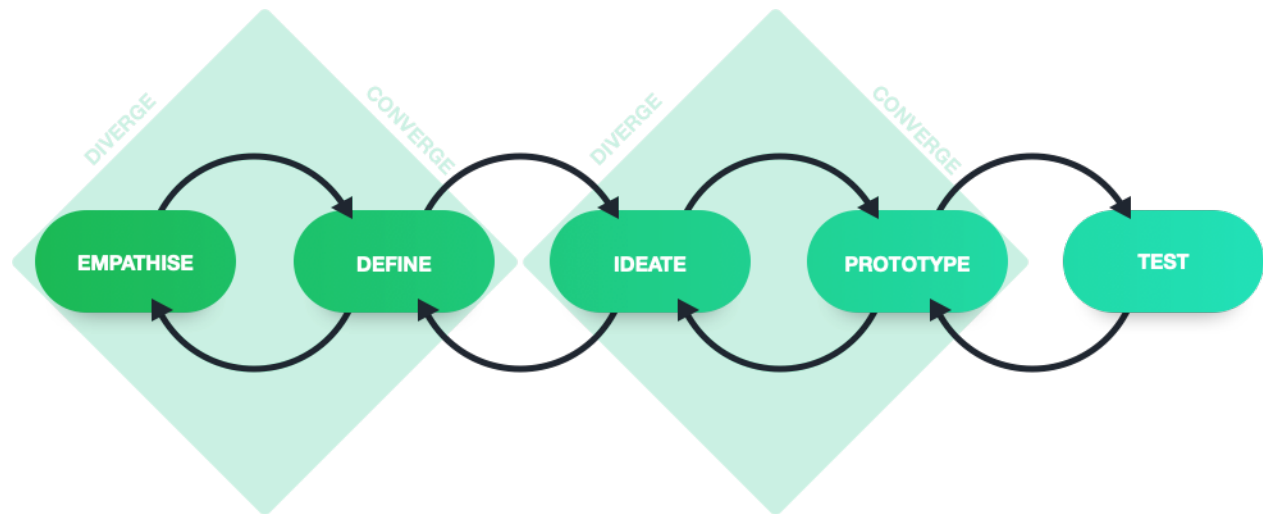 DIVERGE
CONVERGE
DIVERGE
CONVERGE
EMPATHISE
DEFINE
IDEATE
PROTOTYPE
TEST